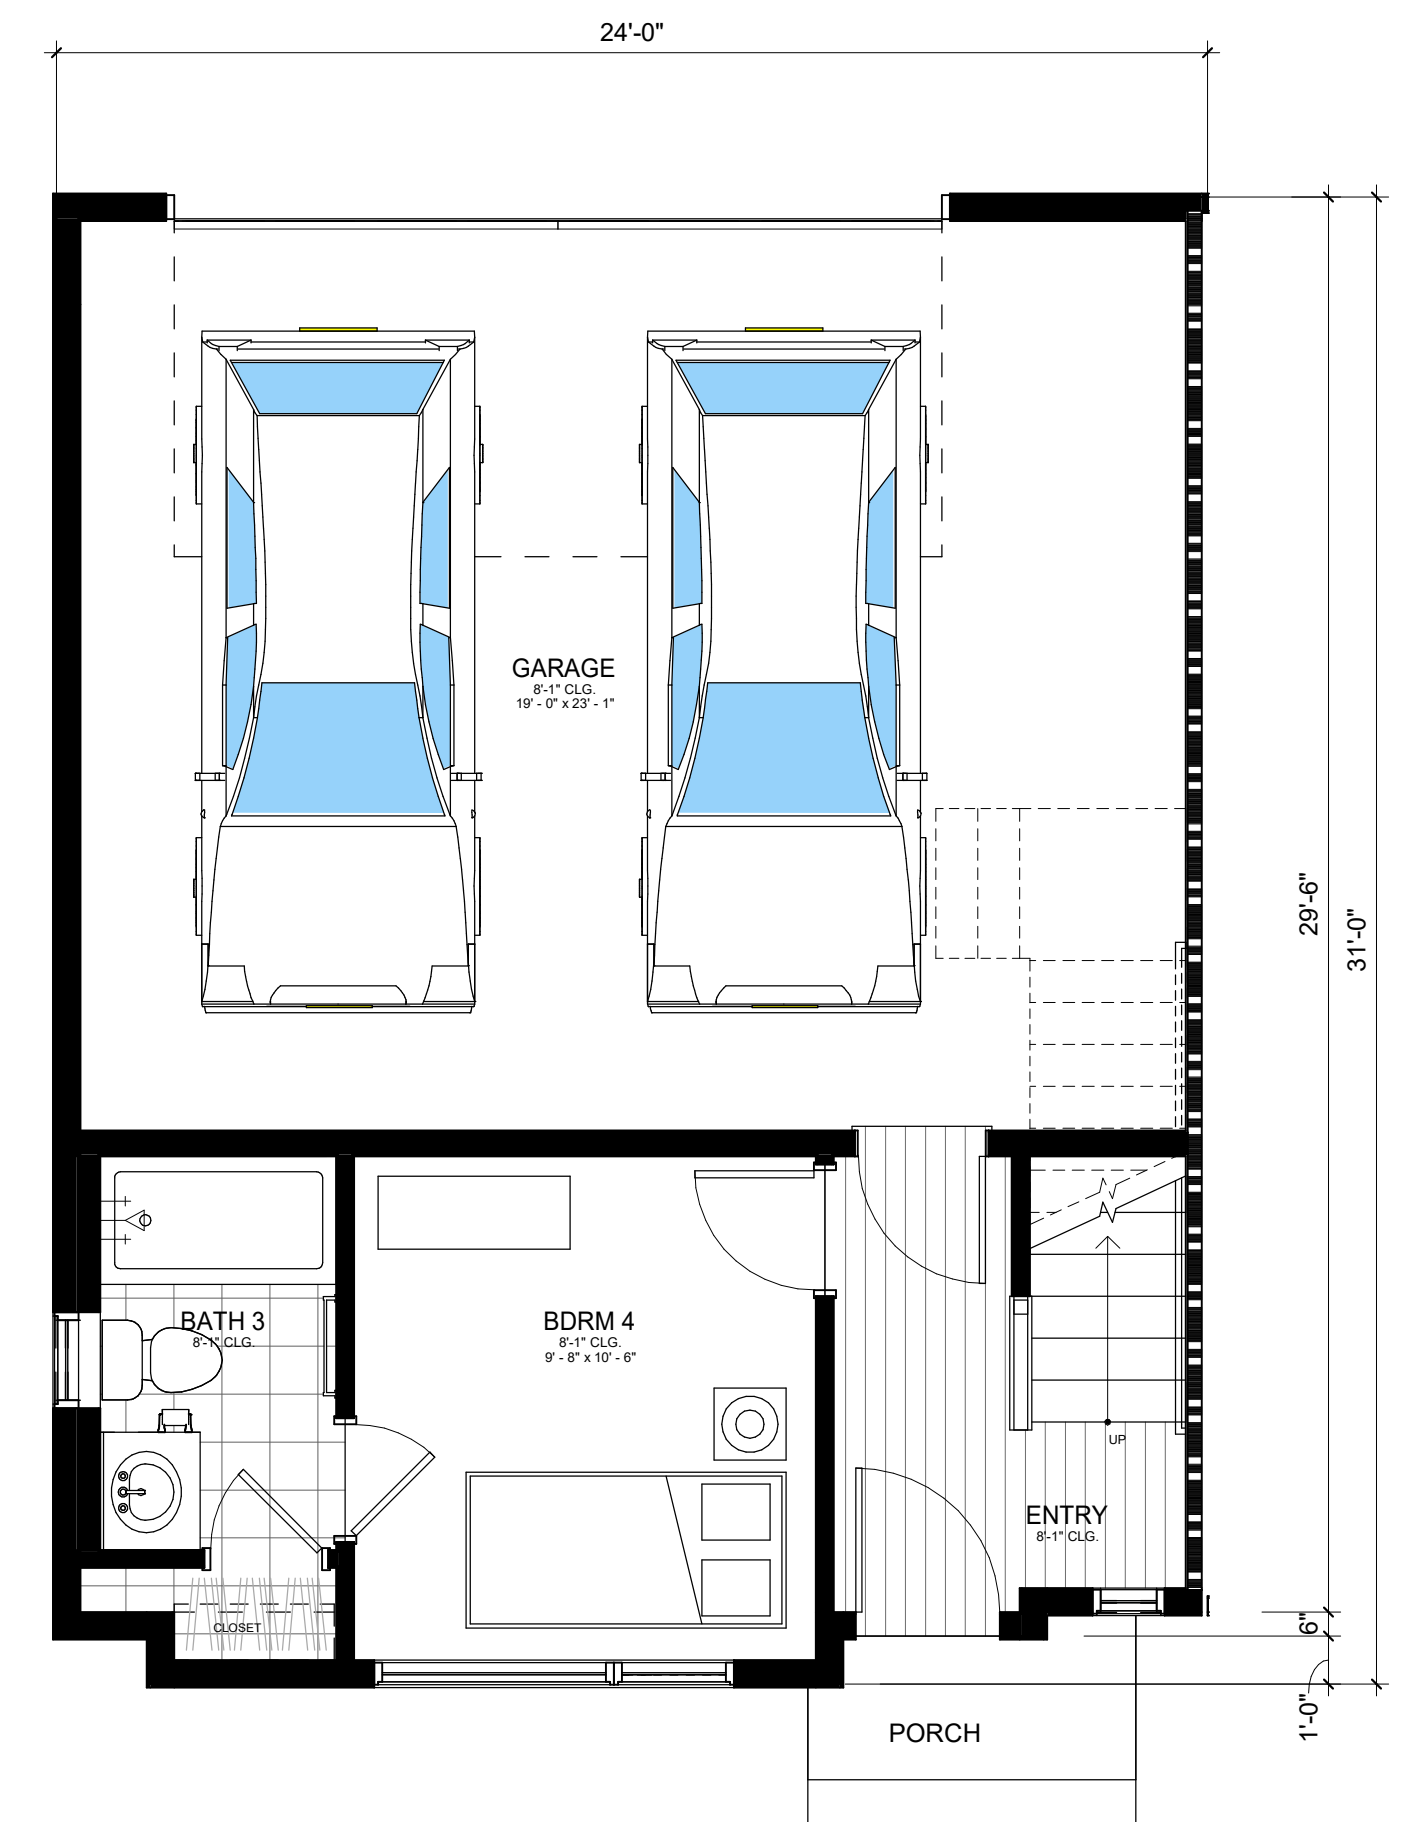 24'-0"
GARAGE
8'-1" CLG.
19' - 0" x 23' - 1"
29'-6"
31'-0"
BATH 3
8'-1" CLG.
BDRM 4
8'-1" CLG.
9' - 8" x 10' - 6"
UP
ENTRY
8'-1" CLG.
CLOSET
6"
1'-0"
PORCH